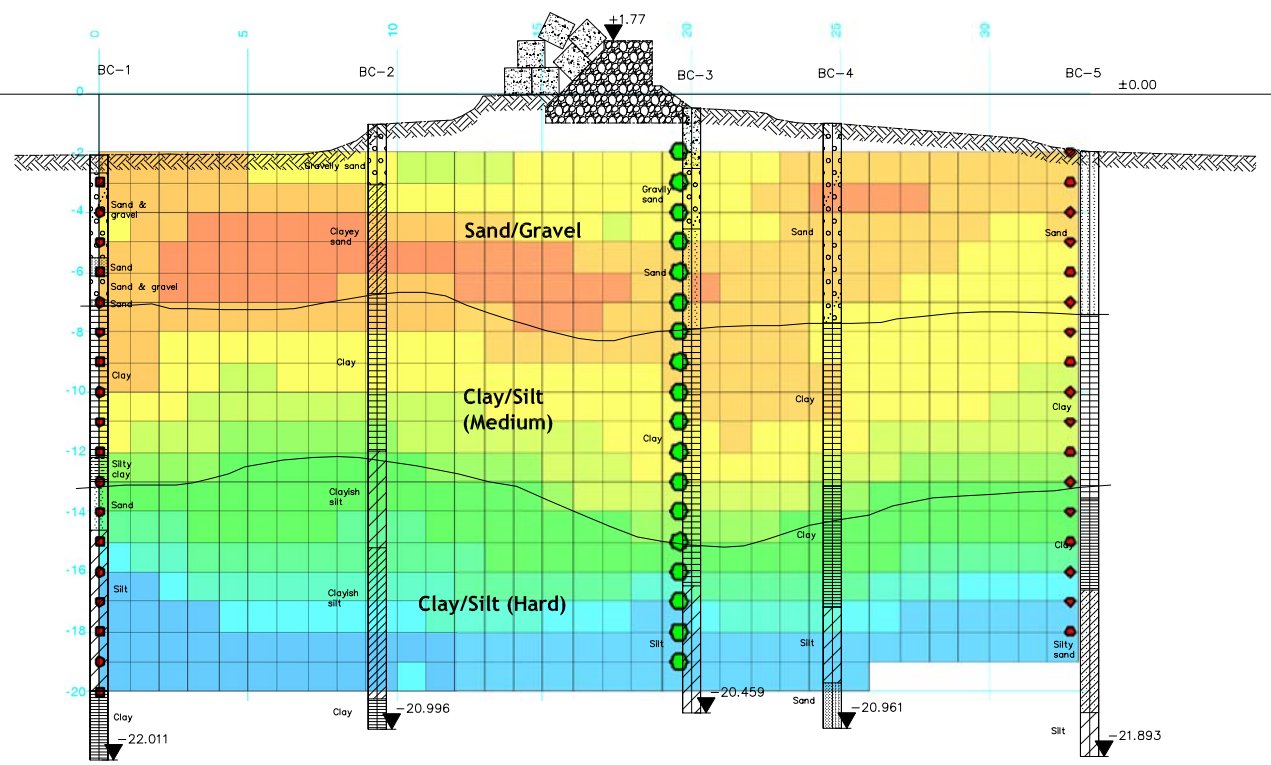 +1.77
0
5
10
15
20
25
30
BC-1
BC-2
BC-3
BC-4
BC-5
±0.00
0
-2
-4
-6
-8
-10
-12
-14
-16
-18
-20
Sand &
gravel
Sand
Sand & gravel
Sand
Clay
Silty
clay
Sand
Silt
Clay
-22.011
Gravelly sand
Clayey
sand
Clay
Clayish
silt
Clayish
silt
Clay
-20.996
Sand/Gravel
Clay/Silt
(Medium)
Clay/Silt (Hard)
Gravlly
sand
Sand
Clay
Silt
-20.459
Sand
Clay
Clay
Silt
Sand
-20.961
Sand
Clay
Clay
Silty
sand
Silt
-21.893